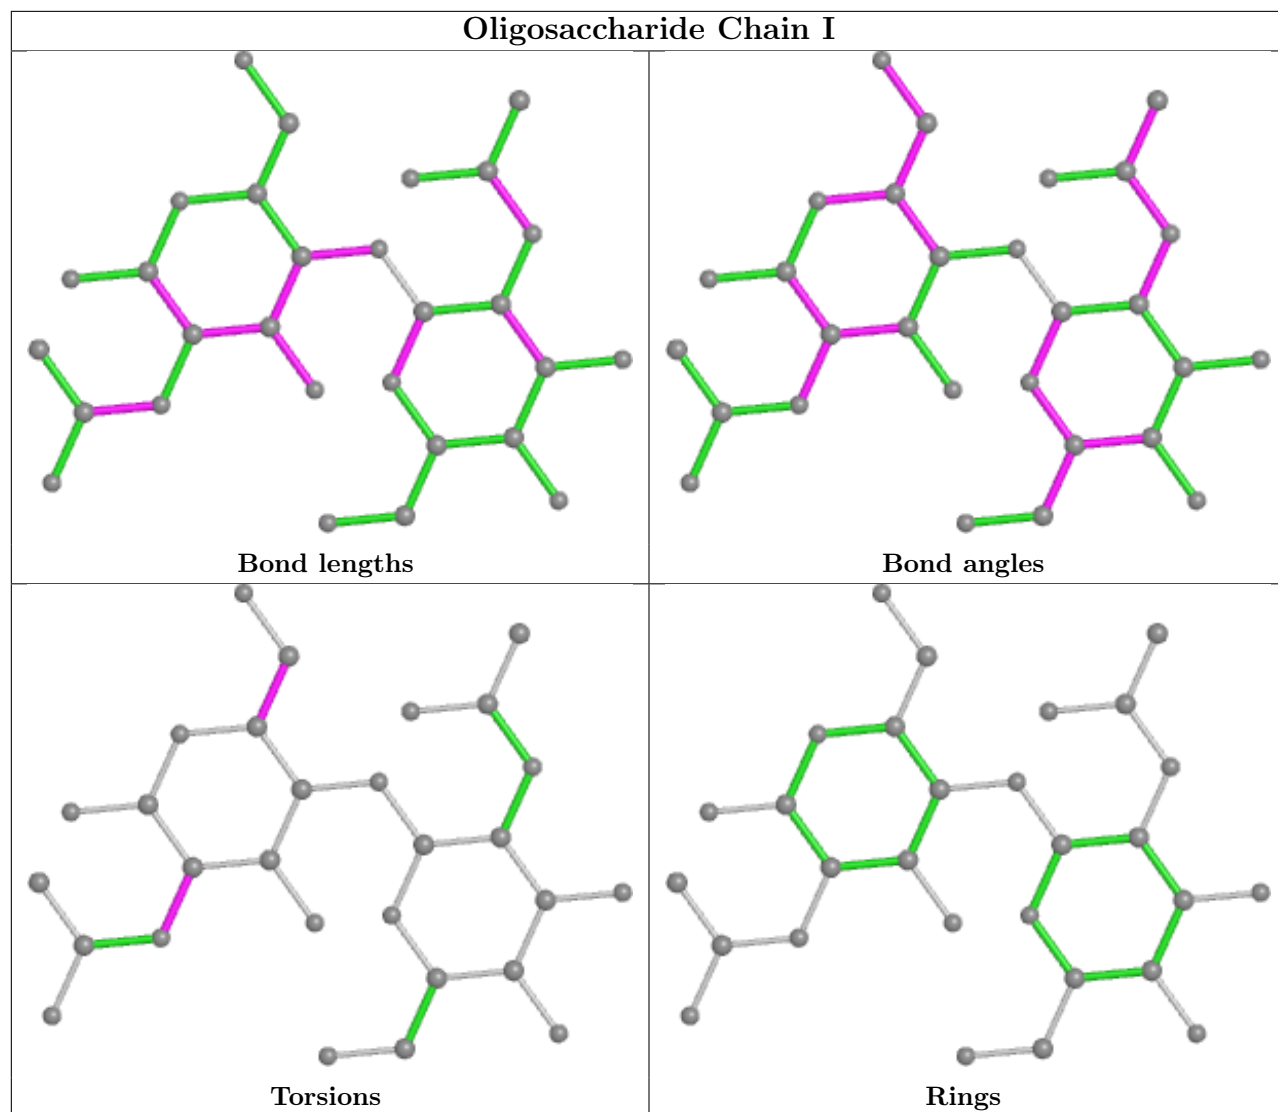 Oligosaccharide Chain I
Bond lengths
Bond angles
Torsions
Rings